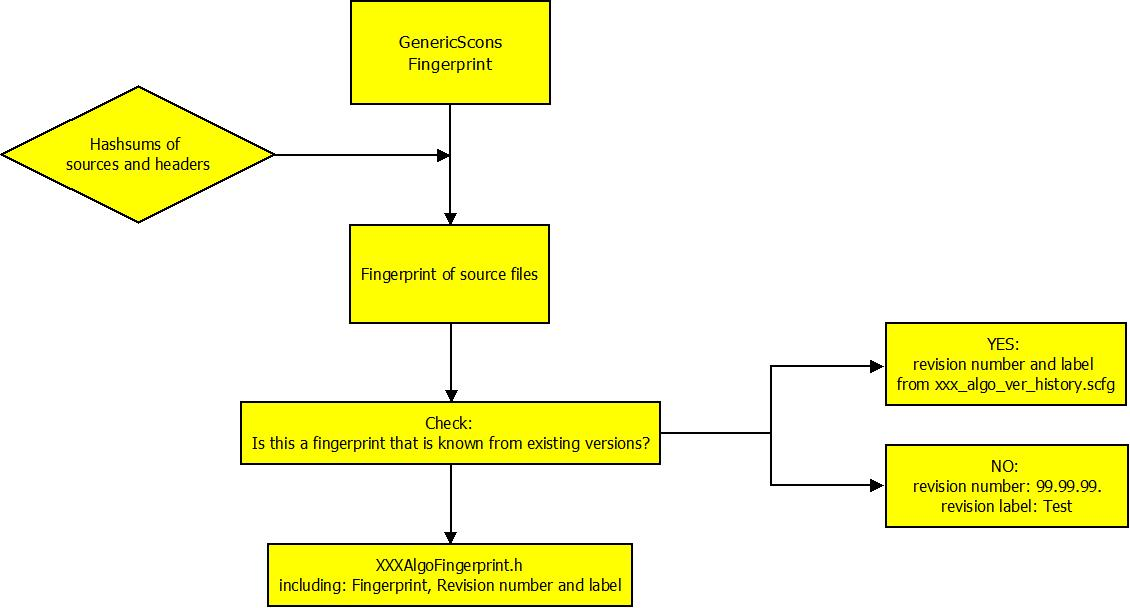 GenericScons
Fingerprint
Hashsums of
sources and headers
Fingerprint of source files
YES:
revision number and label
from xxx_algo_ver_history.scfg
Check:
Is this a fingerprint that is known from existing versions?
NO:
revision number: 99.99.99.
revision label: Test
XXXAlgoFingerprint.h
including: Fingerprint, Revision number and label